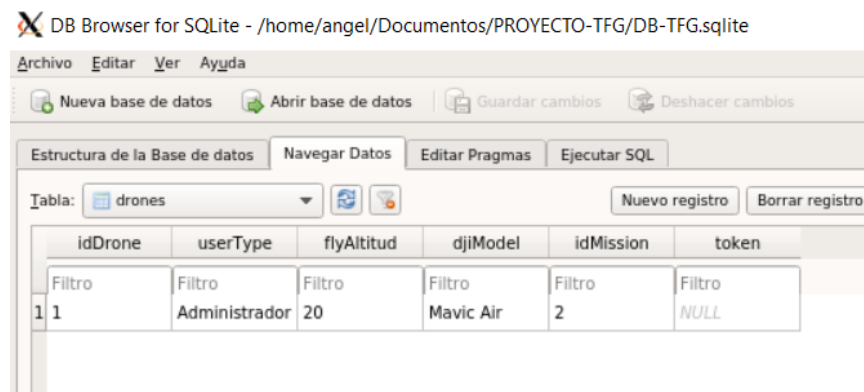 DB Browser for SQLite - /home/angel/Documentos/PROYECTO-TFG/DB-TFG.sqlite
Archivo Editar Ver Ayuda
Nueva base de datos Abrir base de datos Guardar cambios Deshacer cambios
Estructura de la Base de datos Navegar Datos Editar Pragmas Ejecutar SQL
Tabla: drones Nuevo registro Borrar registro
idDrone userType flyAltitud djiModel idMission token
Filtro Filtro Filtro Filtro Filtro Filtro
1 1 Administrador 20 Mavic Air 2 NULL